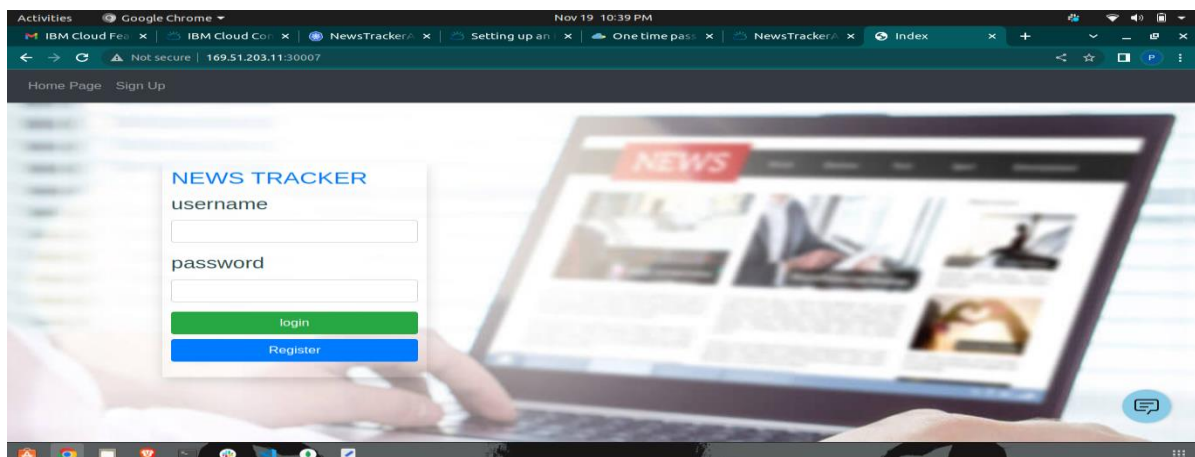 Activities Google Chrome Nov 19 10:39 PM
IBM Cloud Fea IBM Cloud Con NewsTrackerA Setting up an One time pass NewsTrackerA Index
Not secure 169.51.203.11:30007 P
Home Page Sign Up
NEWS
NEWS TRACKER
username
password
login
Register